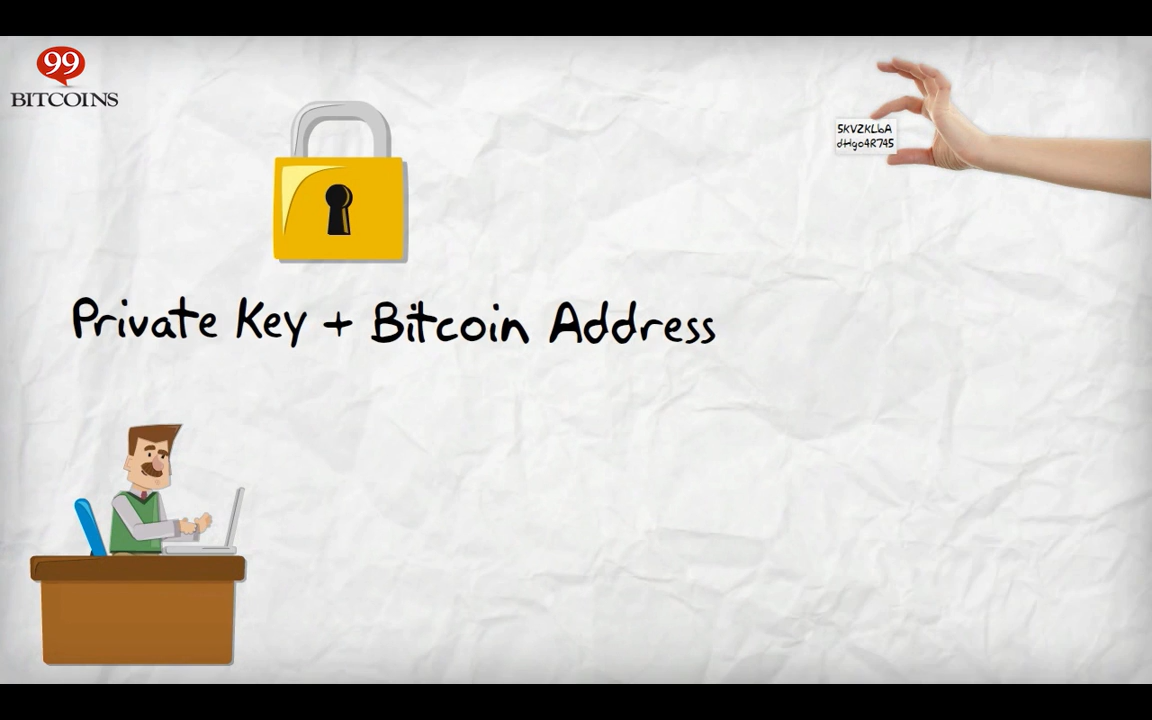 99
BITCOINS
5KVZKLbA
dHgo4R745
Private Key + Bitcoin Address